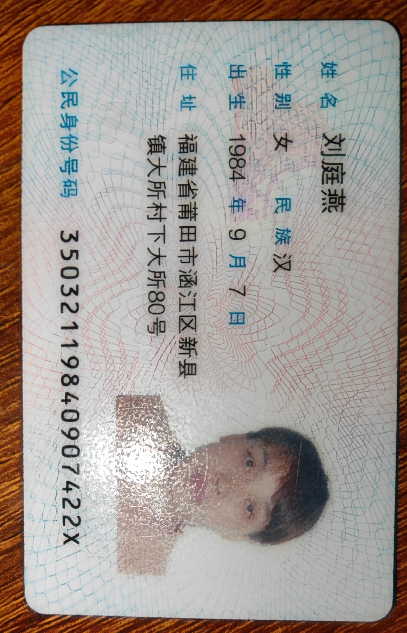 姓名 刘庭燕
性别 女 民族 汉
出生 1984 年 9 月 7 日
住址 福建省莆田市涵江区新县
镇大所村下大所80号
公民身份号码 35032119840907422X